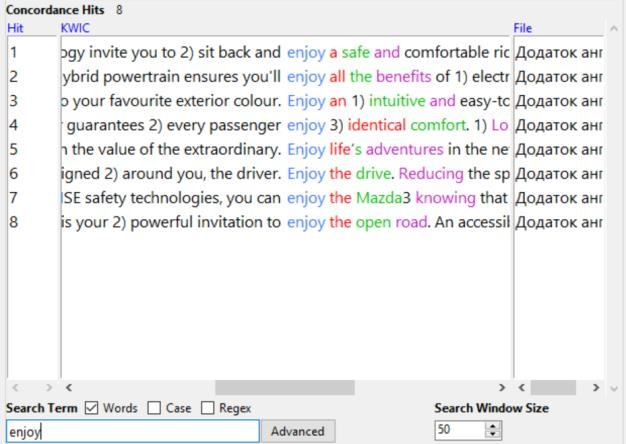 Concordance Hits 8
Hit KWIC File
1 ogy invite you to 2) sit back and enjoy a safe and comfortable ric Додаток анг
2 ybrid powertrain ensures you'll enjoy all the benefits of 1) electr Додаток анг
3 o your favourite exterior colour. Enjoy an 1) intuitive and easy-to Додаток анг
4 guarantees 2) every passenger enjoy 3) identical comfort. 1) Lo Додаток анг
5 n the value of the extraordinary. Enjoy life's adventures in the ne Додаток анг
6 igned 2) around you, the driver. Enjoy the drive. Reducing the sp Додаток анг
7 ISE safety technologies, you can enjoy the Mazda3 knowing that Додаток анг
8 is your 2) powerful invitation to enjoy the open road. An accessil Додаток анг
Search Term Words Case Regex Search Window Size
enjoy Advanced 50